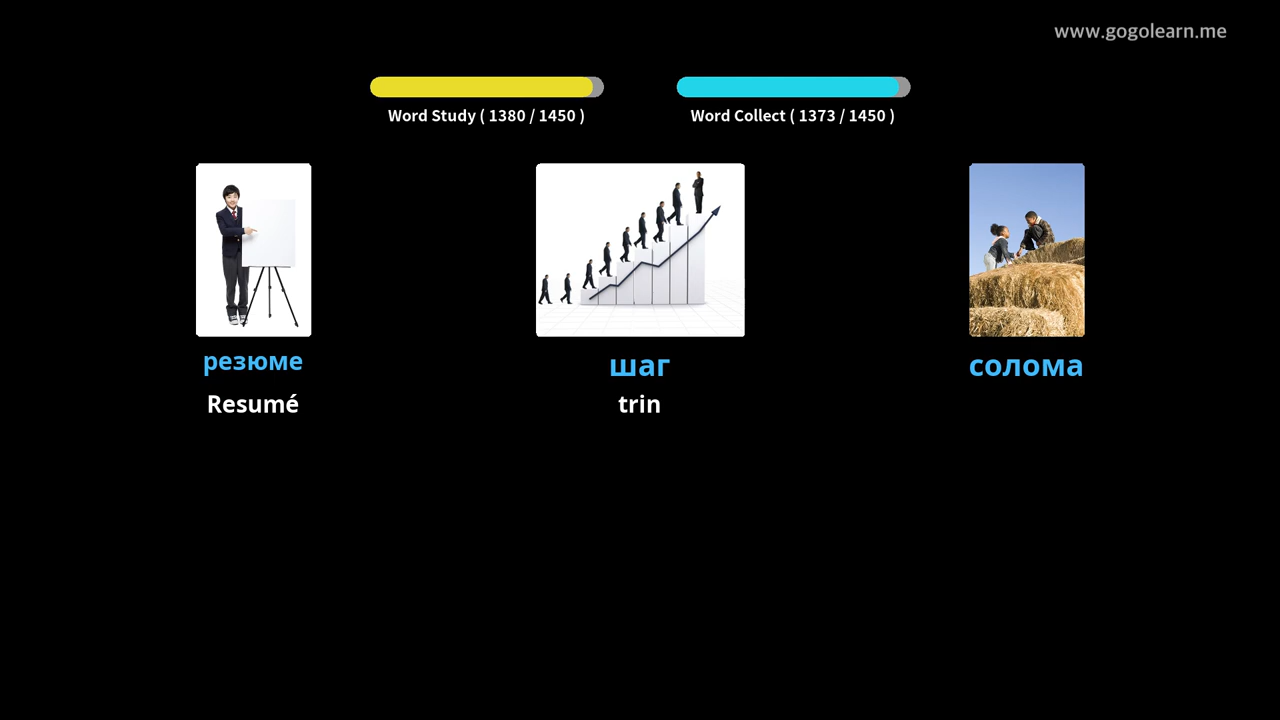 www.gogolearn.me
Word Study ( 1380 / 1450 )
Word Collect ( 1373 / 1450 )
резюме
шаг
солома
Resumé
trin